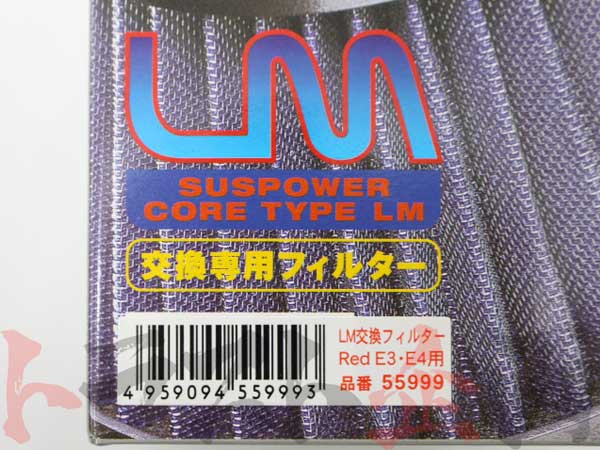 LM
SUSPOWER
CORE TYPE LM
交換専用フィルター
LM交換フィルター
Red E3・E4用
品番 55999
4 959094 559993